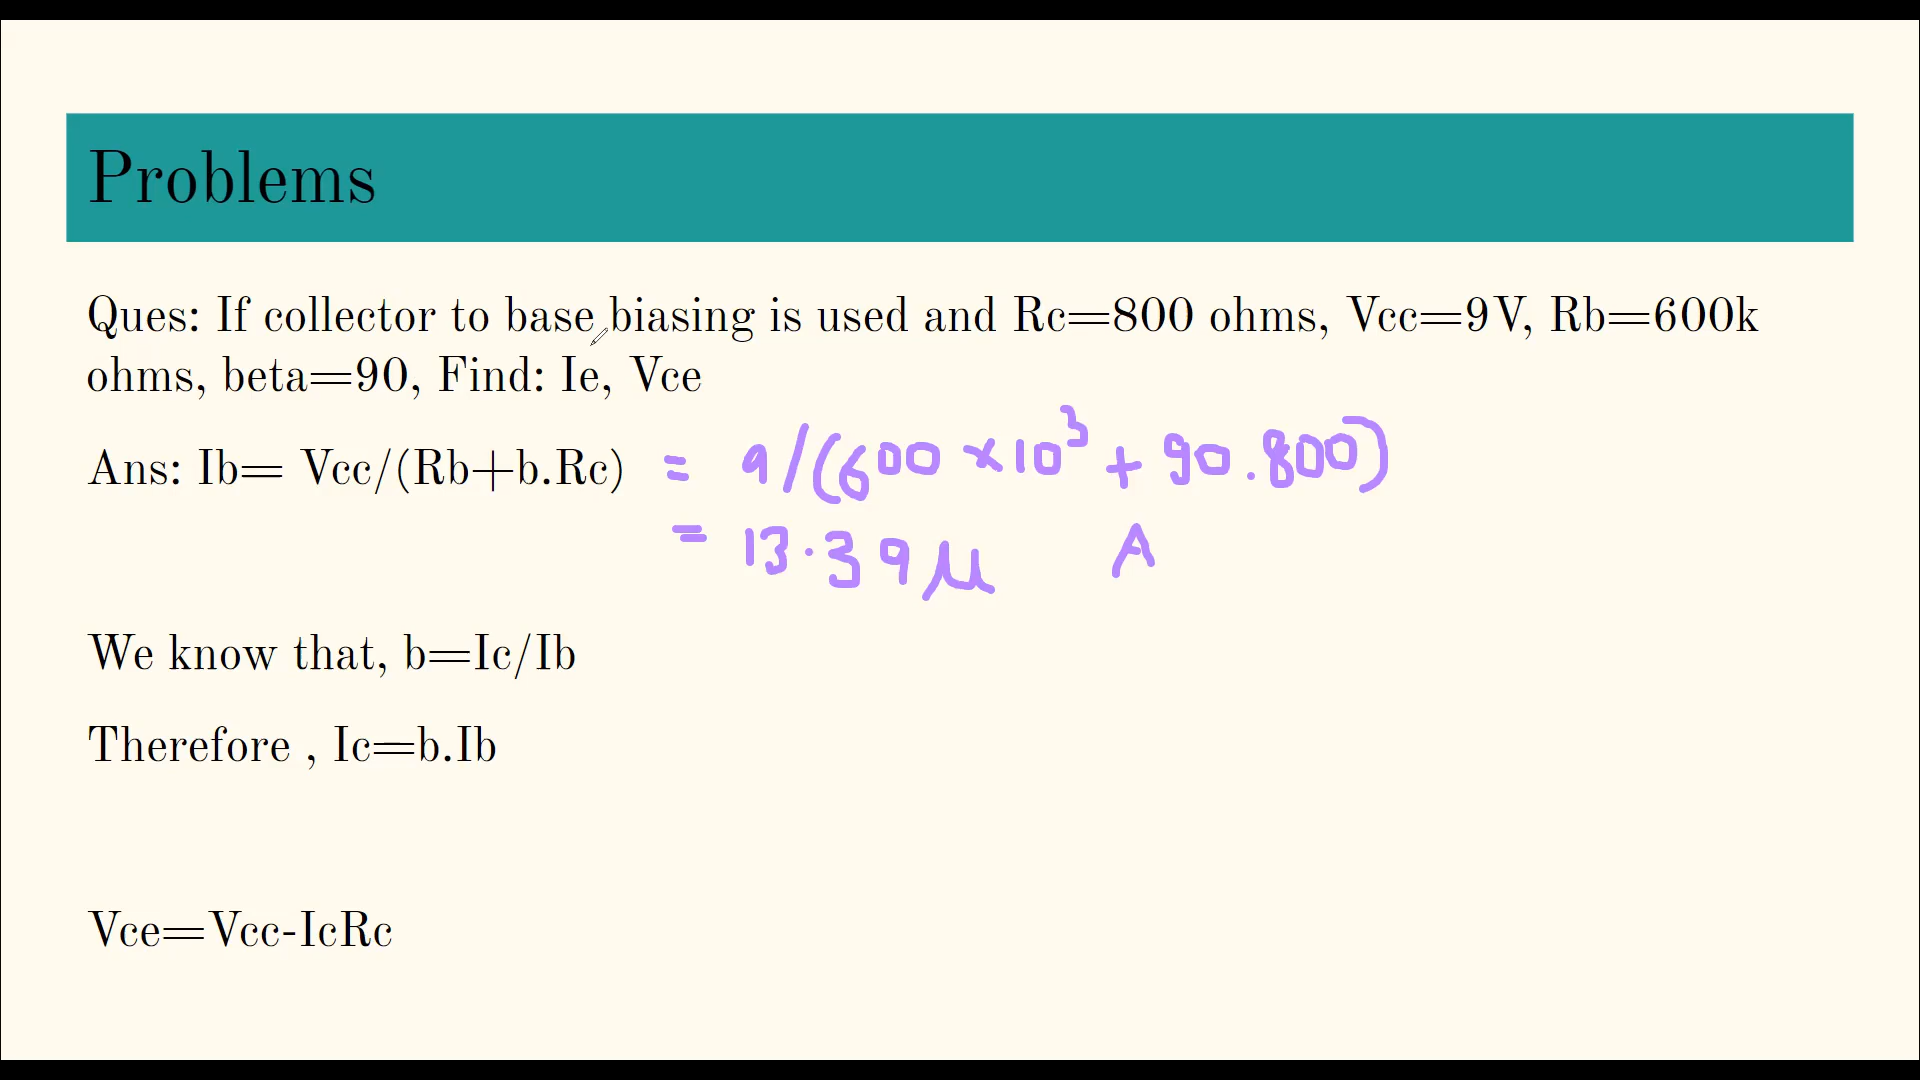 Problems
Ques: If collector to base biasing is used and Rc=800 ohms, Vcc=9V, Rb=600k
ohms, beta=90, Find: Ie, Vce
Ans: Ib= Vcc/(Rb+b.Rc) = 9/(600×10³ + 90.800)
= 13.39μ A
We know that, b=Ic/Ib
Therefore , Ic=b.Ib
Vce=Vcc-IcRc